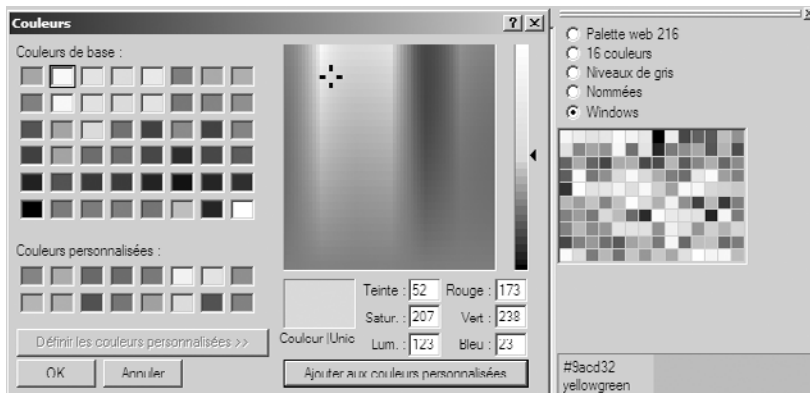 Couleurs
Couleurs de base :
Couleurs personnalisées :
Définir les couleurs personnalisées >>
OK
Annuler
Couleur |Unie
Teinte : 52
Rouge : 173
Satur. : 207
Vert : 238
Lum. : 123
Bleu : 23
Ajouter aux couleurs personnalisées
Palette web 216
16 couleurs
Niveaux de gris
Nommées
Windows
#9acd32
yellowgreen